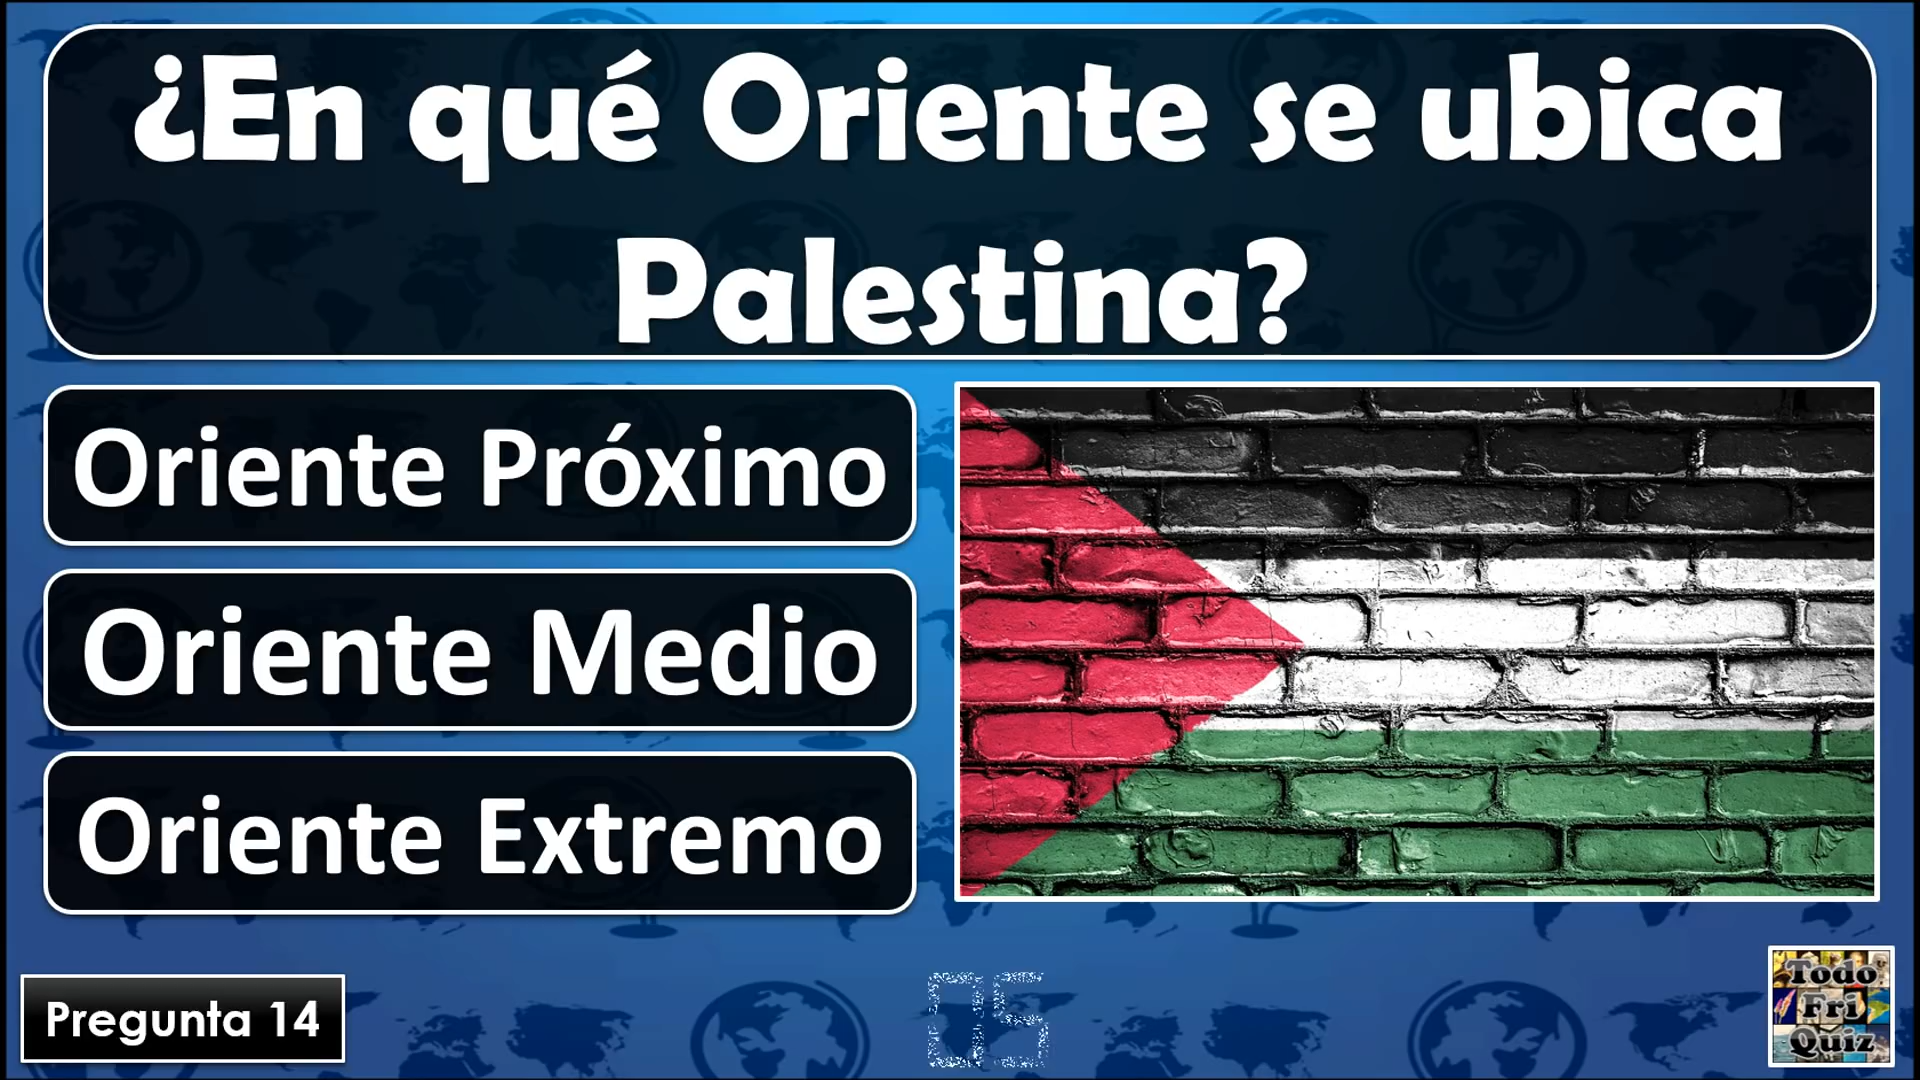 ¿En qué Oriente se ubica
Palestina?
Oriente Próximo
Oriente Medio
Oriente Extremo
Pregunta 14
05
Todo
Fri
Quiz